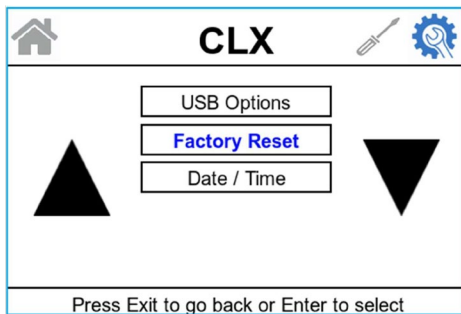 CLX
USB Options
Factory Reset
Date / Time
Press Exit to go back or Enter to select